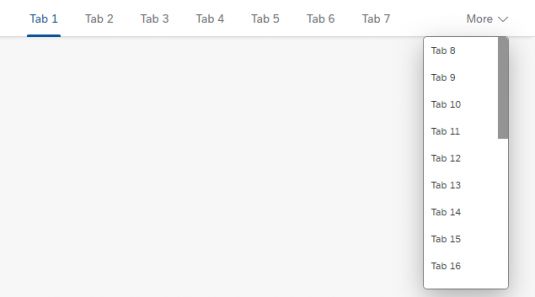 Tab 1 Tab 2 Tab 3 Tab 4 Tab 5 Tab 6 Tab 7 More
Tab 8
Tab 9
Tab 10
Tab 11
Tab 12
Tab 13
Tab 14
Tab 15
Tab 16